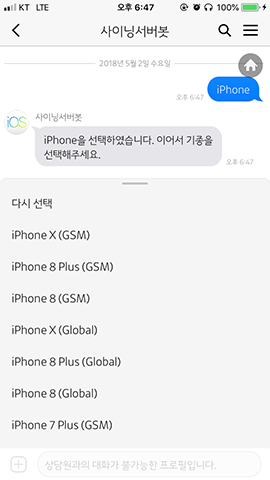 KT LTE 오후 6:47 100%
사이닝서버봇
2018년 5월 2일 수요일
오후 6:47 iPhone
iOS 사이닝서버봇
iPhone을 선택하였습니다. 이어서 기종을
선택해주세요.
오후 6:47
다시 선택
iPhone X (GSM)
iPhone 8 Plus (GSM)
iPhone 8 (GSM)
iPhone X (Global)
iPhone 8 Plus (Global)
iPhone 8 (Global)
iPhone 7 Plus (GSM)
상담원과의 대화가 불가능한 프로필입니다.